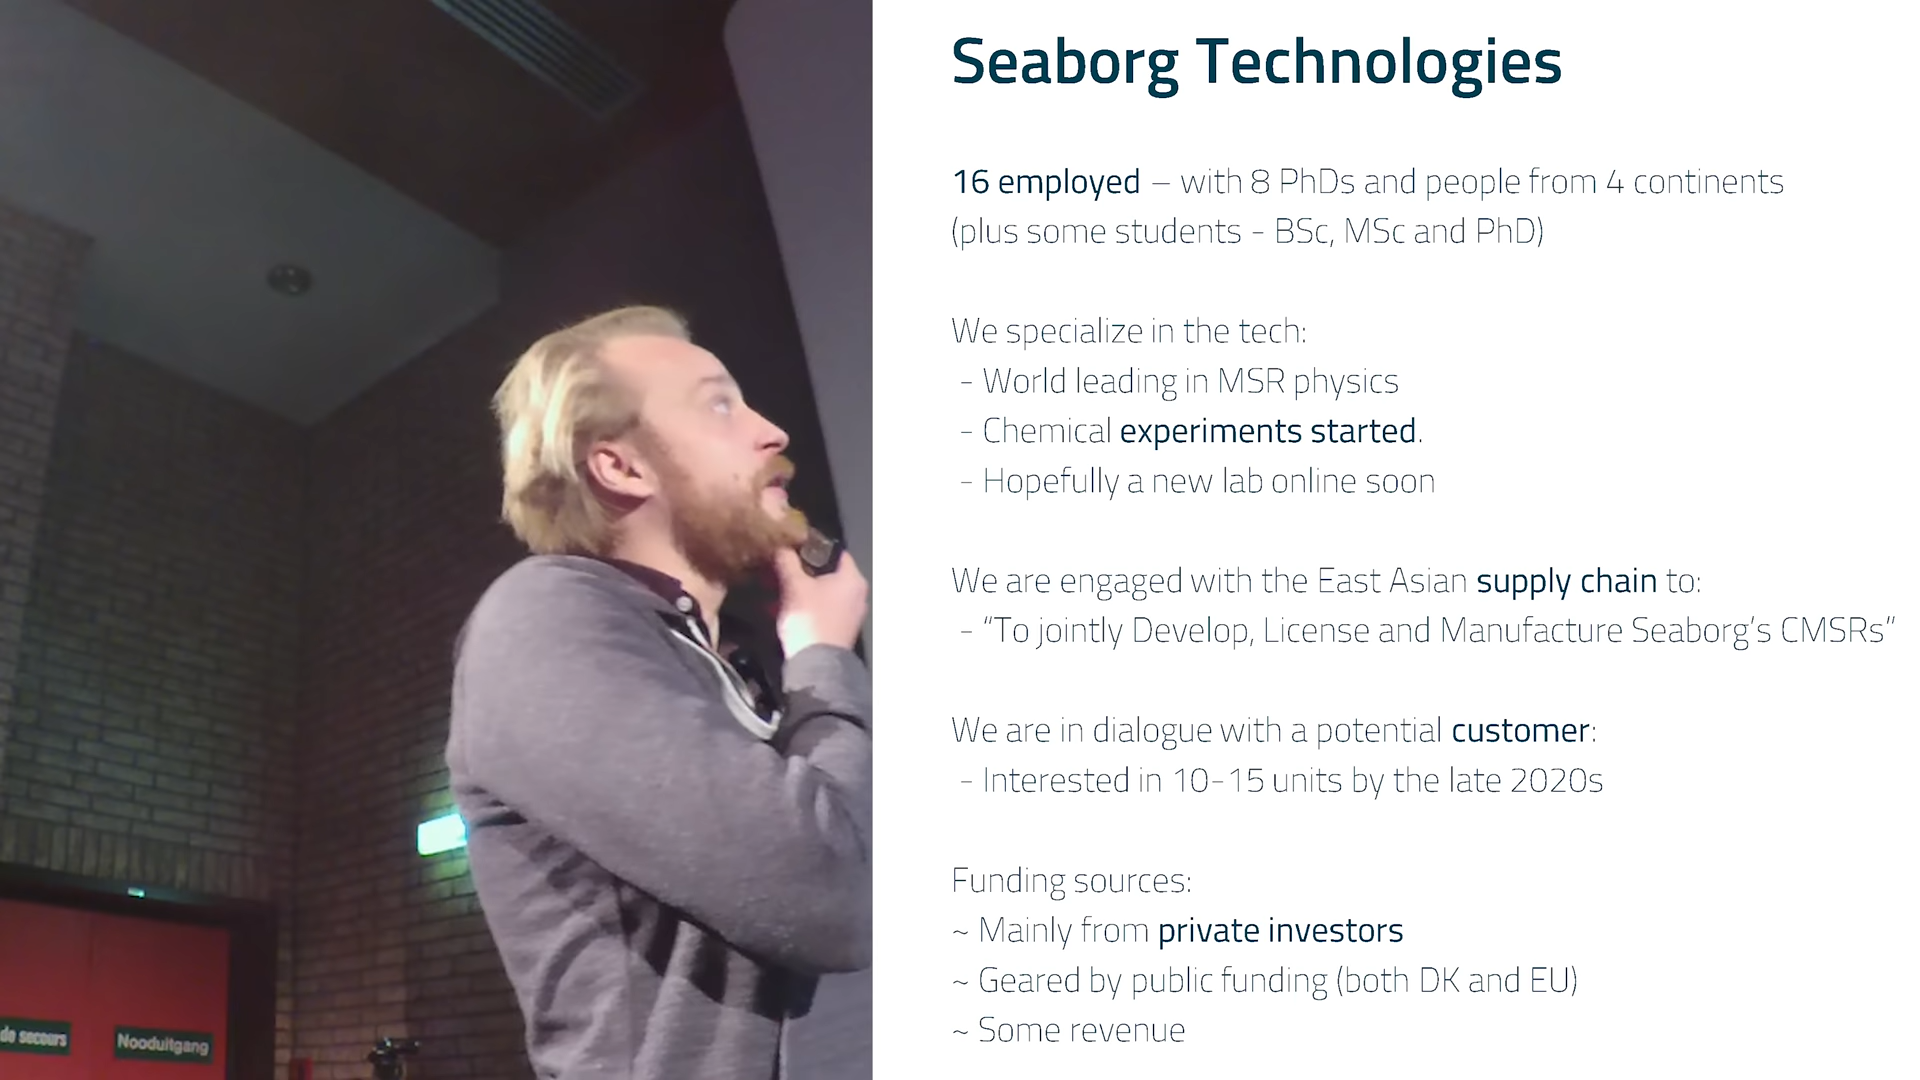 Seaborg Technologies
16 employed – with 8 PhDs and people from 4 continents
(plus some students - BSc, MSc and PhD)
We specialize in the tech:
- World leading in MSR physics
- Chemical experiments started.
- Hopefully a new lab online soon
We are engaged with the East Asian supply chain to:
- “To jointly Develop, License and Manufacture Seaborg’s CMSRs”
We are in dialogue with a potential customer:
- Interested in 10-15 units by the late 2020s
Funding sources:
~ Mainly from private investors
~ Geared by public funding (both DK and EU)
~ Some revenue
de secours
Nooduitgang